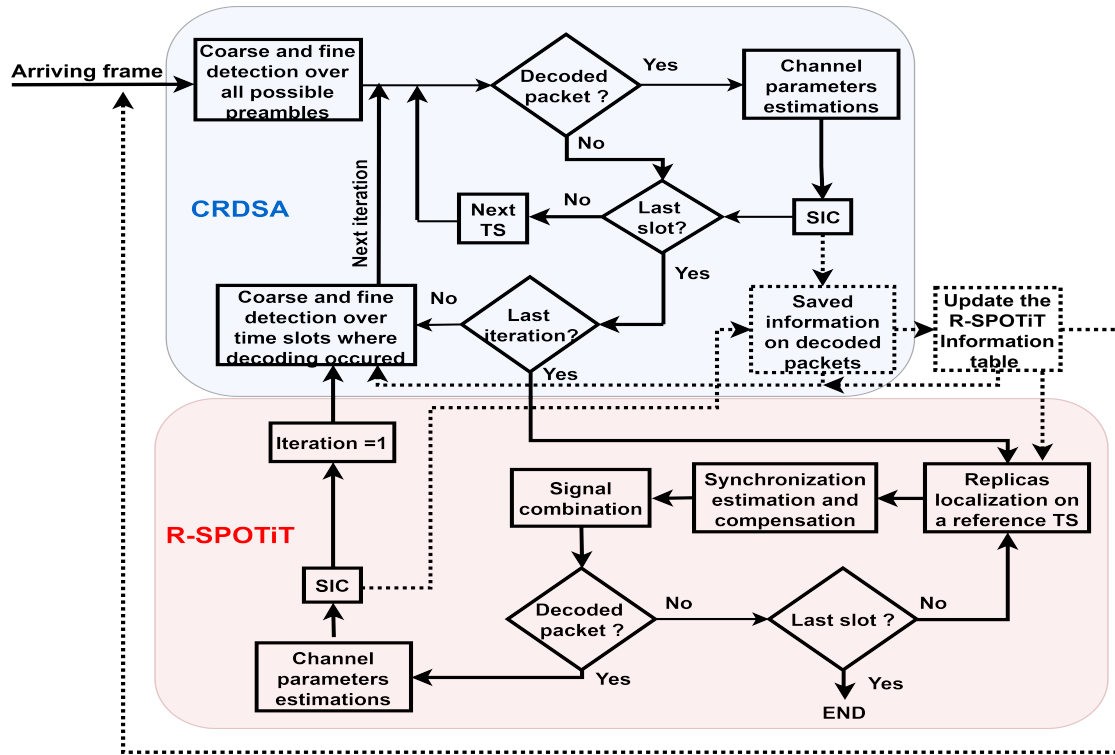 Arriving frame
Coarse and fine
detection over
all possible
preambles
Decoded
packet ?
Yes
Channel
parameters
estimations
No
CRDSA
Next iteration
Next
TS
No
Last
slot?
SIC
Yes
Coarse and fine
detection over
time slots where
decoding occured
No
Last
iteration?
Yes
Saved
information
on decoded
packets
Update the
R-SPOTiT
Information
table
Iteration =1
Signal
combination
Synchronization
estimation and
compensation
Replicas
localization on
a reference TS
R-SPOTiT
SIC
Decoded
packet ?
No
Last slot ?
No
Channel
parameters
estimations
Yes
Yes
END